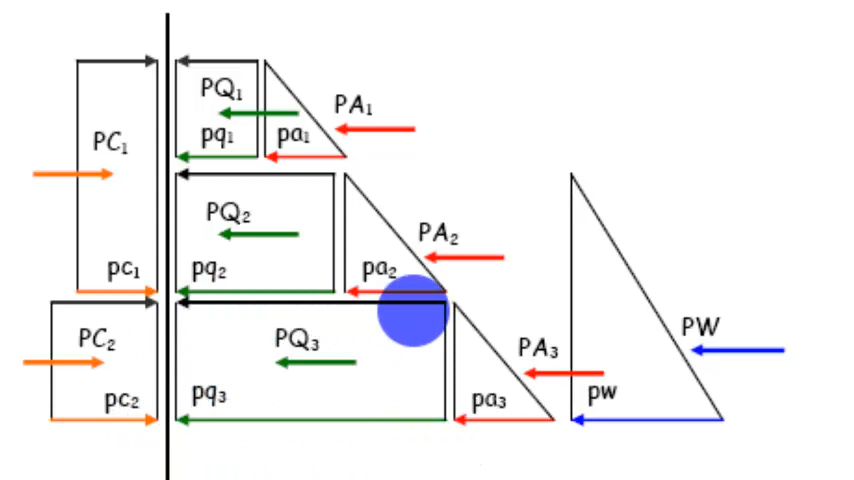 PQ₁
PA₁
PC₁
pq₁
pa₁
PQ₂
PA₂
pc₁
pq₂
pa₂
PC₂
PQ₃
PA₃
PW
pc₂
pq₃
pa₃
pw